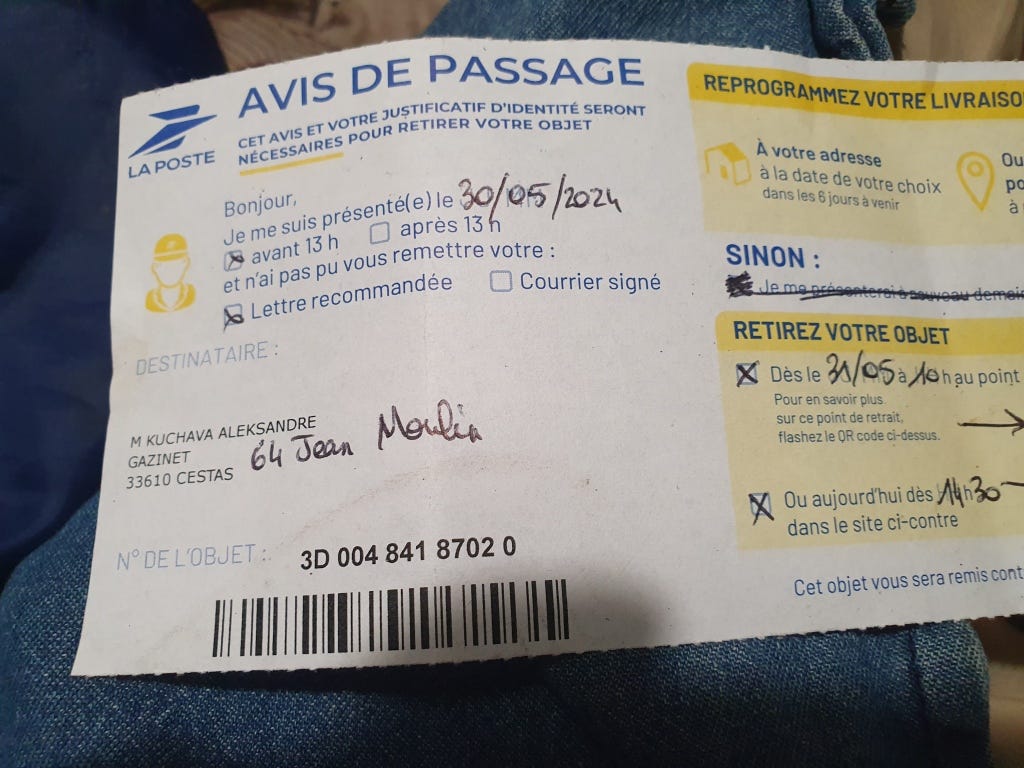 LA POSTE
AVIS DE PASSAGE
CET AVIS ET VOTRE JUSTIFICATIF D'IDENTITÉ SERONT
NÉCESSAIRES POUR RETIRER VOTRE OBJET
Bonjour,
Je me suis présenté(e) le 30/05/2024
avant 13 h après 13 h
et n'ai pas pu vous remettre votre :
Lettre recommandée Courrier signé
DESTINATAIRE :
M KUCHAVA ALEKSANDRE
GAZINET
33610 CESTAS
64 Jean Moulin
N° DE L'OBJET : 3D 004 841 8702 0
REPROGRAMMEZ VOTRE LIVRAISO
À votre adresse
à la date de votre choix
dans les 6 jours à venir
Ou
po
à
SINON :
Je me présenterai à nouveau demain
RETIREZ VOTRE OBJET
Dès le 31/05 à 10 h au point
Pour en savoir plus
sur ce point de retrait,
flashez le QR code ci-dessus.
Ou aujourd'hui dès 14 h 30
dans le site ci-contre
Cet objet vous sera remis cont